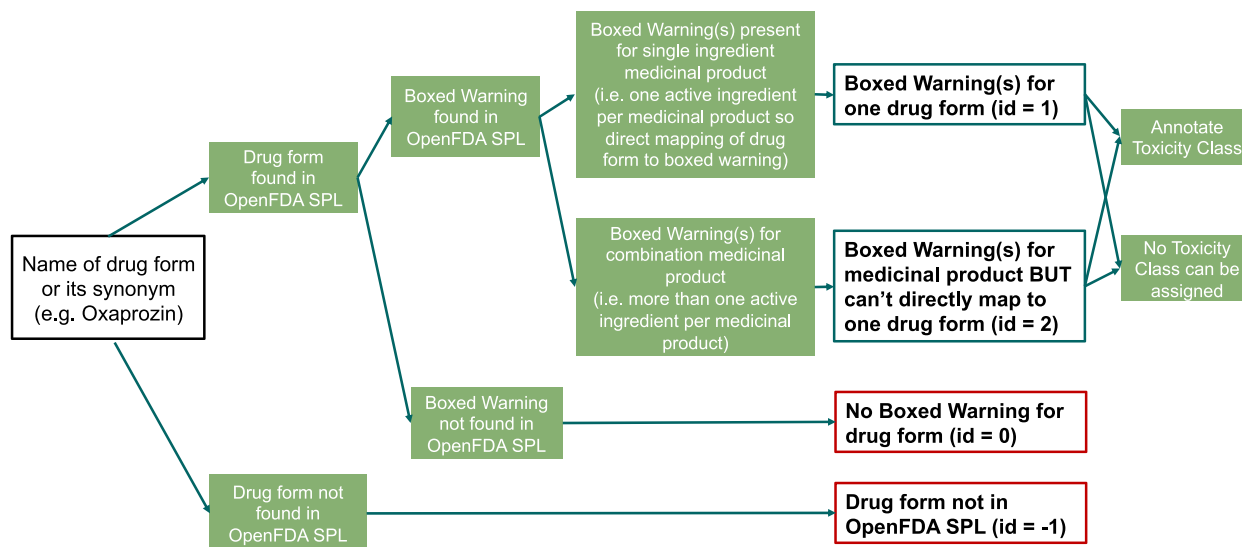 Name of drug form
or its synonym
(e.g. Oxaprozin)
Drug form
found in
OpenFDA SPL
Drug form not
found in
OpenFDA SPL
Boxed Warning
found in
OpenFDA SPL
Boxed Warning
not found in
OpenFDA SPL
Boxed Warning(s) present
for single ingredient
medicinal product
(i.e. one active ingredient
per medicinal product so
direct mapping of drug
form to boxed warning)
Boxed Warning(s) for
combination medicinal
product
(i.e. more than one active
ingredient per medicinal
product)
Boxed Warning(s) for
one drug form (id = 1)
Boxed Warning(s) for
medicinal product BUT
can’t directly map to
one drug form (id = 2)
No Boxed Warning for
drug form (id = 0)
Drug form not in
OpenFDA SPL (id = -1)
Annotate
Toxicity Class
No Toxicity
Class can be
assigned